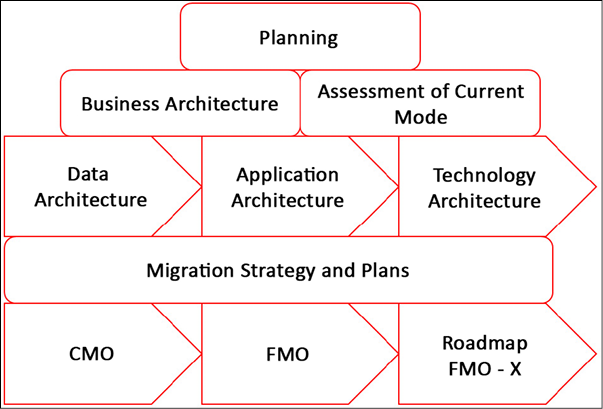 Planning
Business Architecture
Assessment of Current
Mode
Data
Architecture
Application
Architecture
Technology
Architecture
Migration Strategy and Plans
CMO
FMO
Roadmap
FMO - X